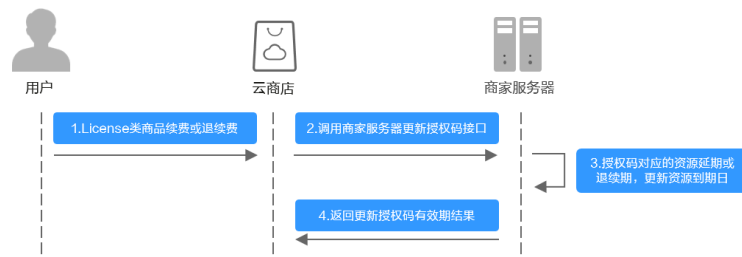 用户
云商店
商家服务器
1.License类商品续费或退续费
2.调用商家服务器更新授权码接口
3.授权码对应的资源延期或
退续期，更新资源到期日
4.返回更新授权码有效期结果